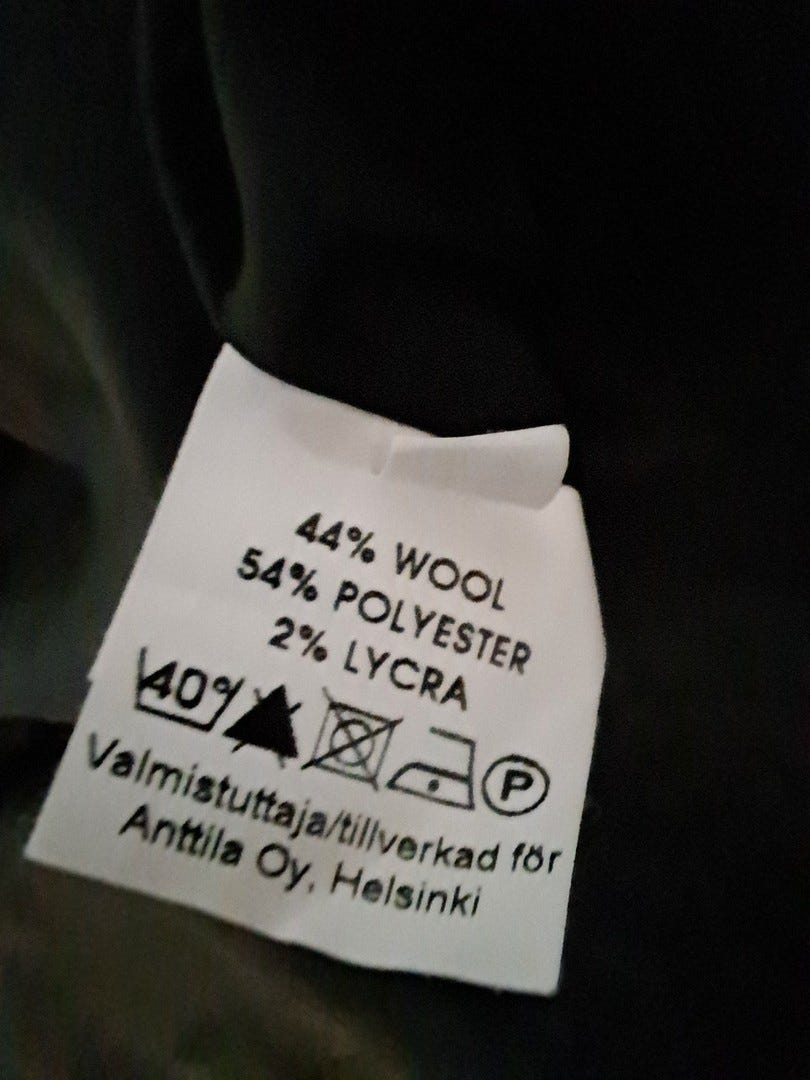 44% WOOL
54% POLYESTER
2% LYCRA
40° P
Valmistuttaja/tillverkad för
Anttila Oy, Helsinki